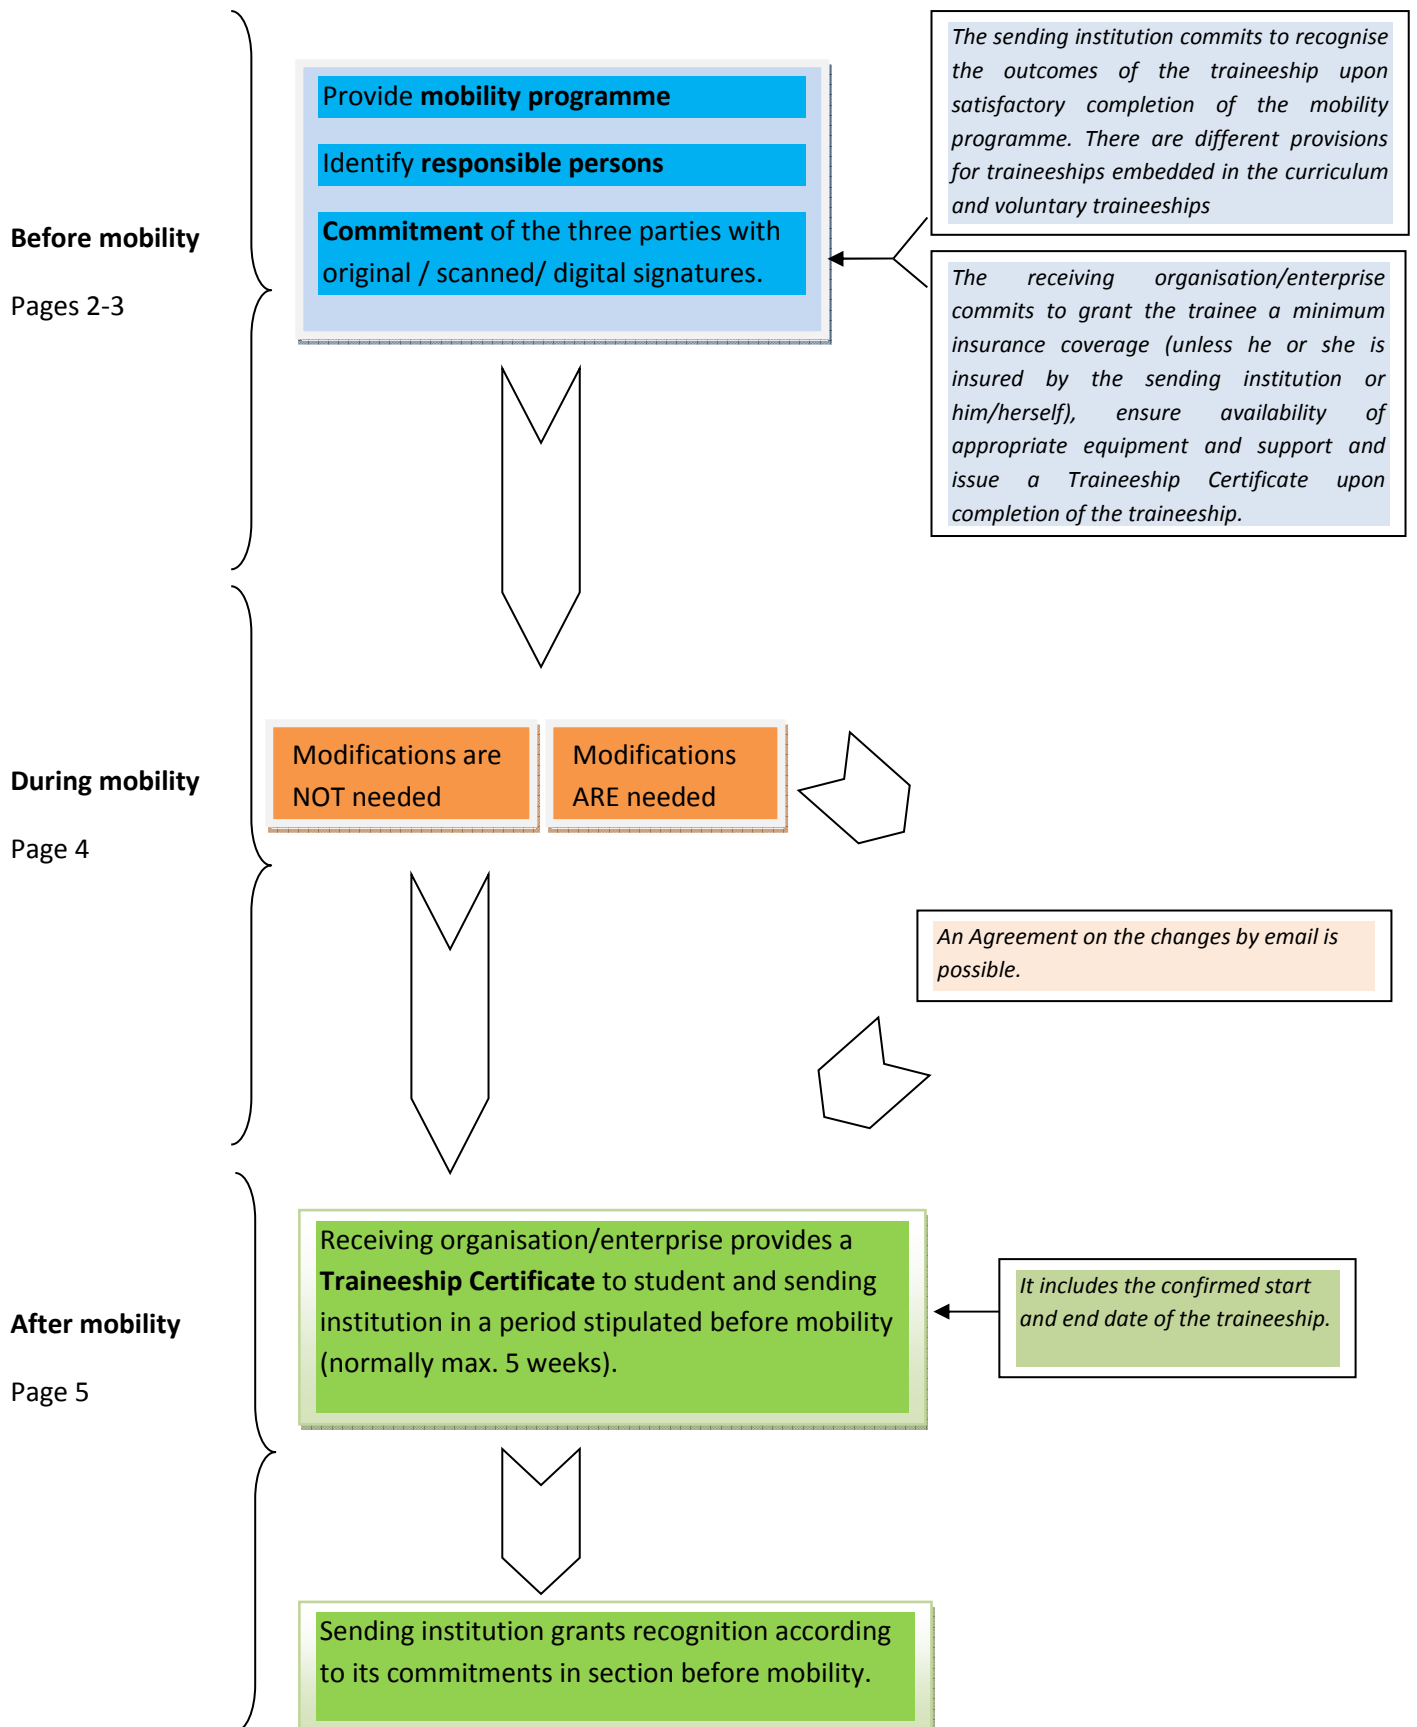 Before mobility
Pages 2-3
Provide mobility programme
Identify responsible persons
Commitment of the three parties with
original / scanned/ digital signatures.
The sending institution commits to recognise
the outcomes of the traineeship upon
satisfactory completion of the mobility
programme. There are different provisions
for traineeships embedded in the curriculum
and voluntary traineeships
The receiving organisation/enterprise
commits to grant the trainee a minimum
insurance coverage (unless he or she is
insured by the sending institution or
him/herself), ensure availability of
appropriate equipment and support and
issue a Traineeship Certificate upon
completion of the traineeship.
During mobility
Page 4
Modifications are
NOT needed
Modifications
ARE needed
An Agreement on the changes by email is
possible.
After mobility
Page 5
Receiving organisation/enterprise provides a
Traineeship Certificate to student and sending
institution in a period stipulated before mobility
(normally max. 5 weeks).
It includes the confirmed start
and end date of the traineeship.
Sending institution grants recognition according
to its commitments in section before mobility.